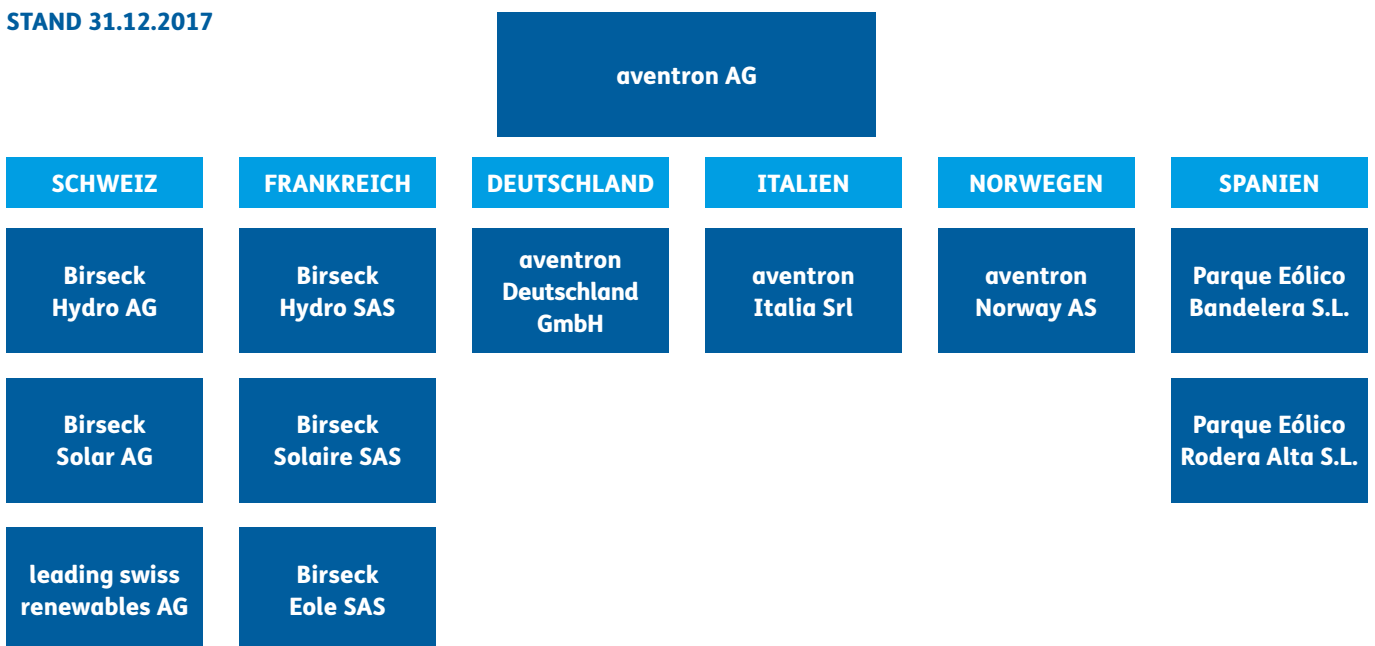 STAND 31.12.2017
aventron AG
SCHWEIZ
FRANKREICH
DEUTSCHLAND
ITALIEN
NORWEGEN
SPANIEN
Birseck
Hydro AG
Birseck
Hydro SAS
aventron
Deutschland
GmbH
aventron
Italia Srl
aventron
Norway AS
Parque Eólico
Bandelera S.L.
Birseck
Solar AG
Birseck
Solaire SAS
Parque Eólico
Rodera Alta S.L.
leading swiss
renewables AG
Birseck
Eole SAS